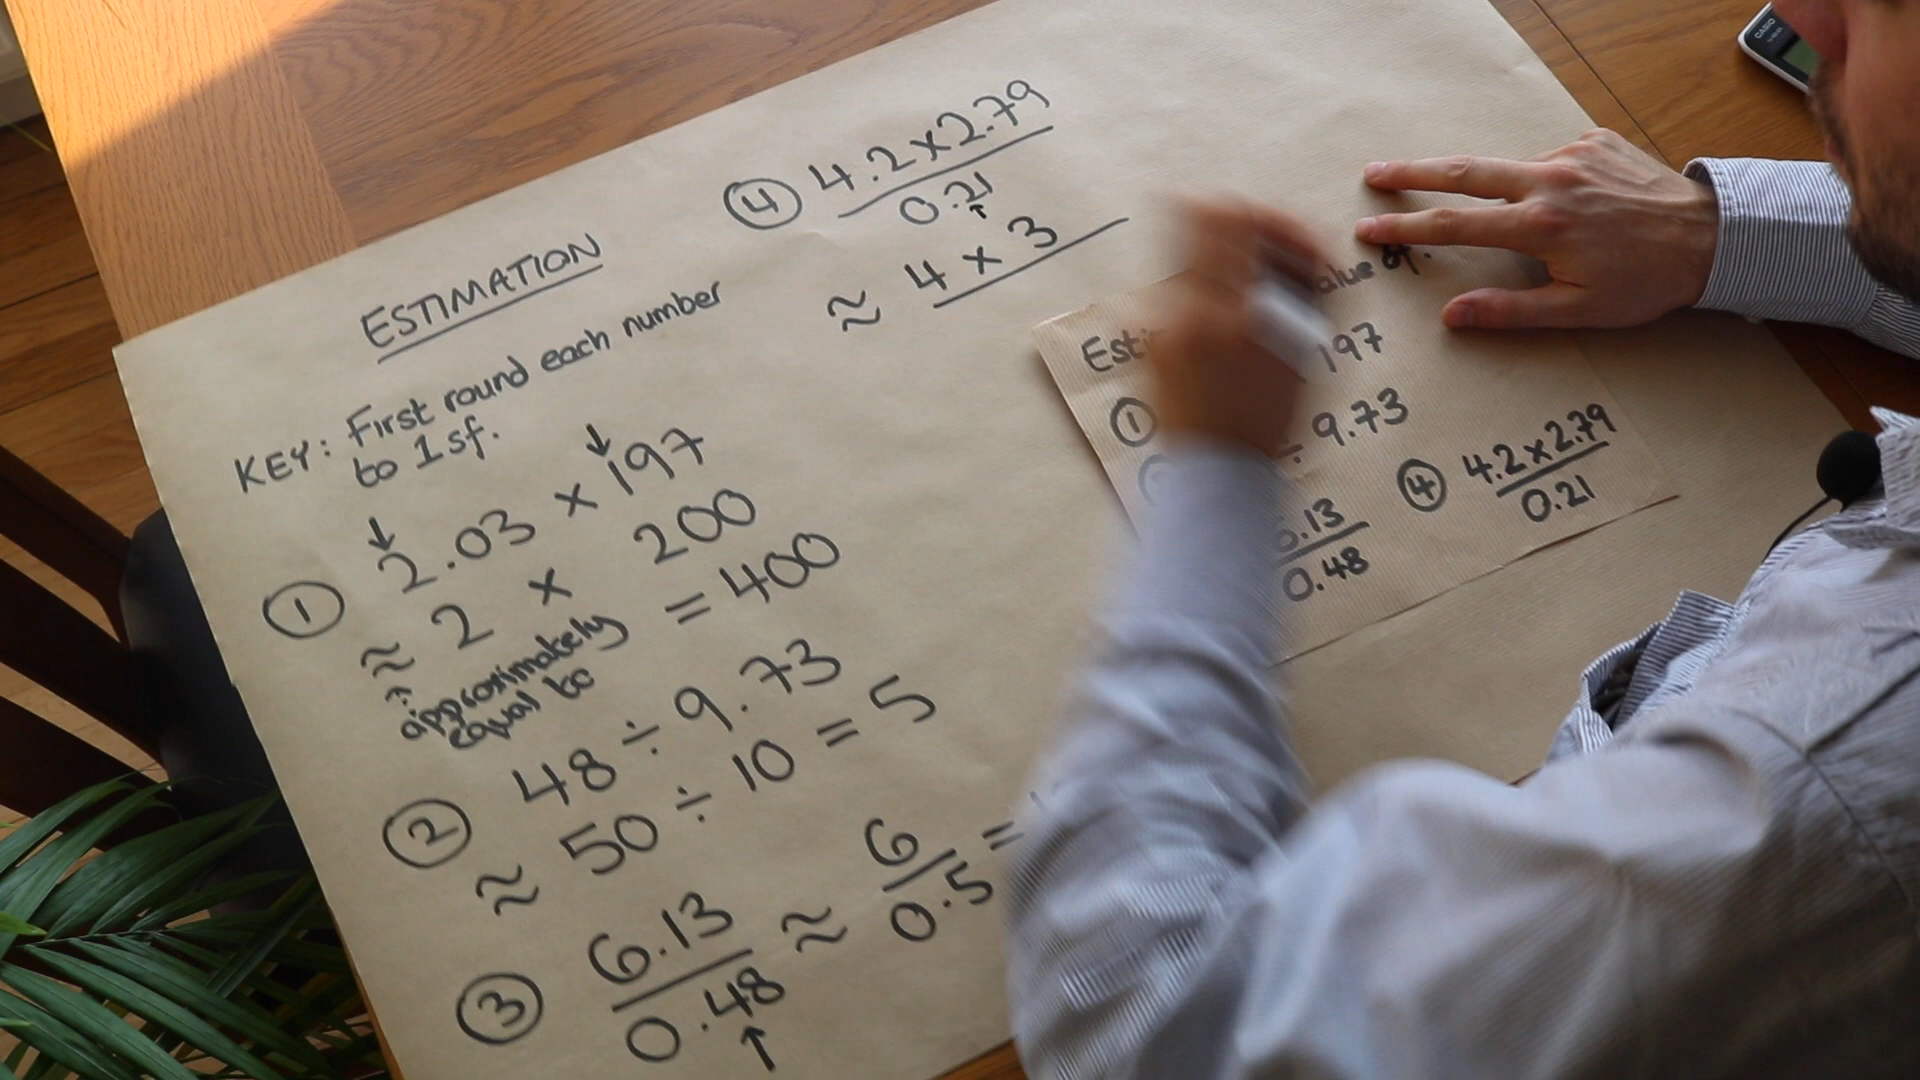 ESTIMATION
KEY: First round each number
to 1sf.
① 2.03 × 197
≈ 2 × 200
approximately
equal to
= 400
② 48 ÷ 9.73
≈ 50 ÷ 10 = 5
③ 6.13
0.48
≈ 6
0.5
=
④ 4.2×2.79
0.21
≈ 4 × 3
value of:
① 197
÷ 9.73
6.13
0.48
④ 4.2×2.79
0.21
CASIO